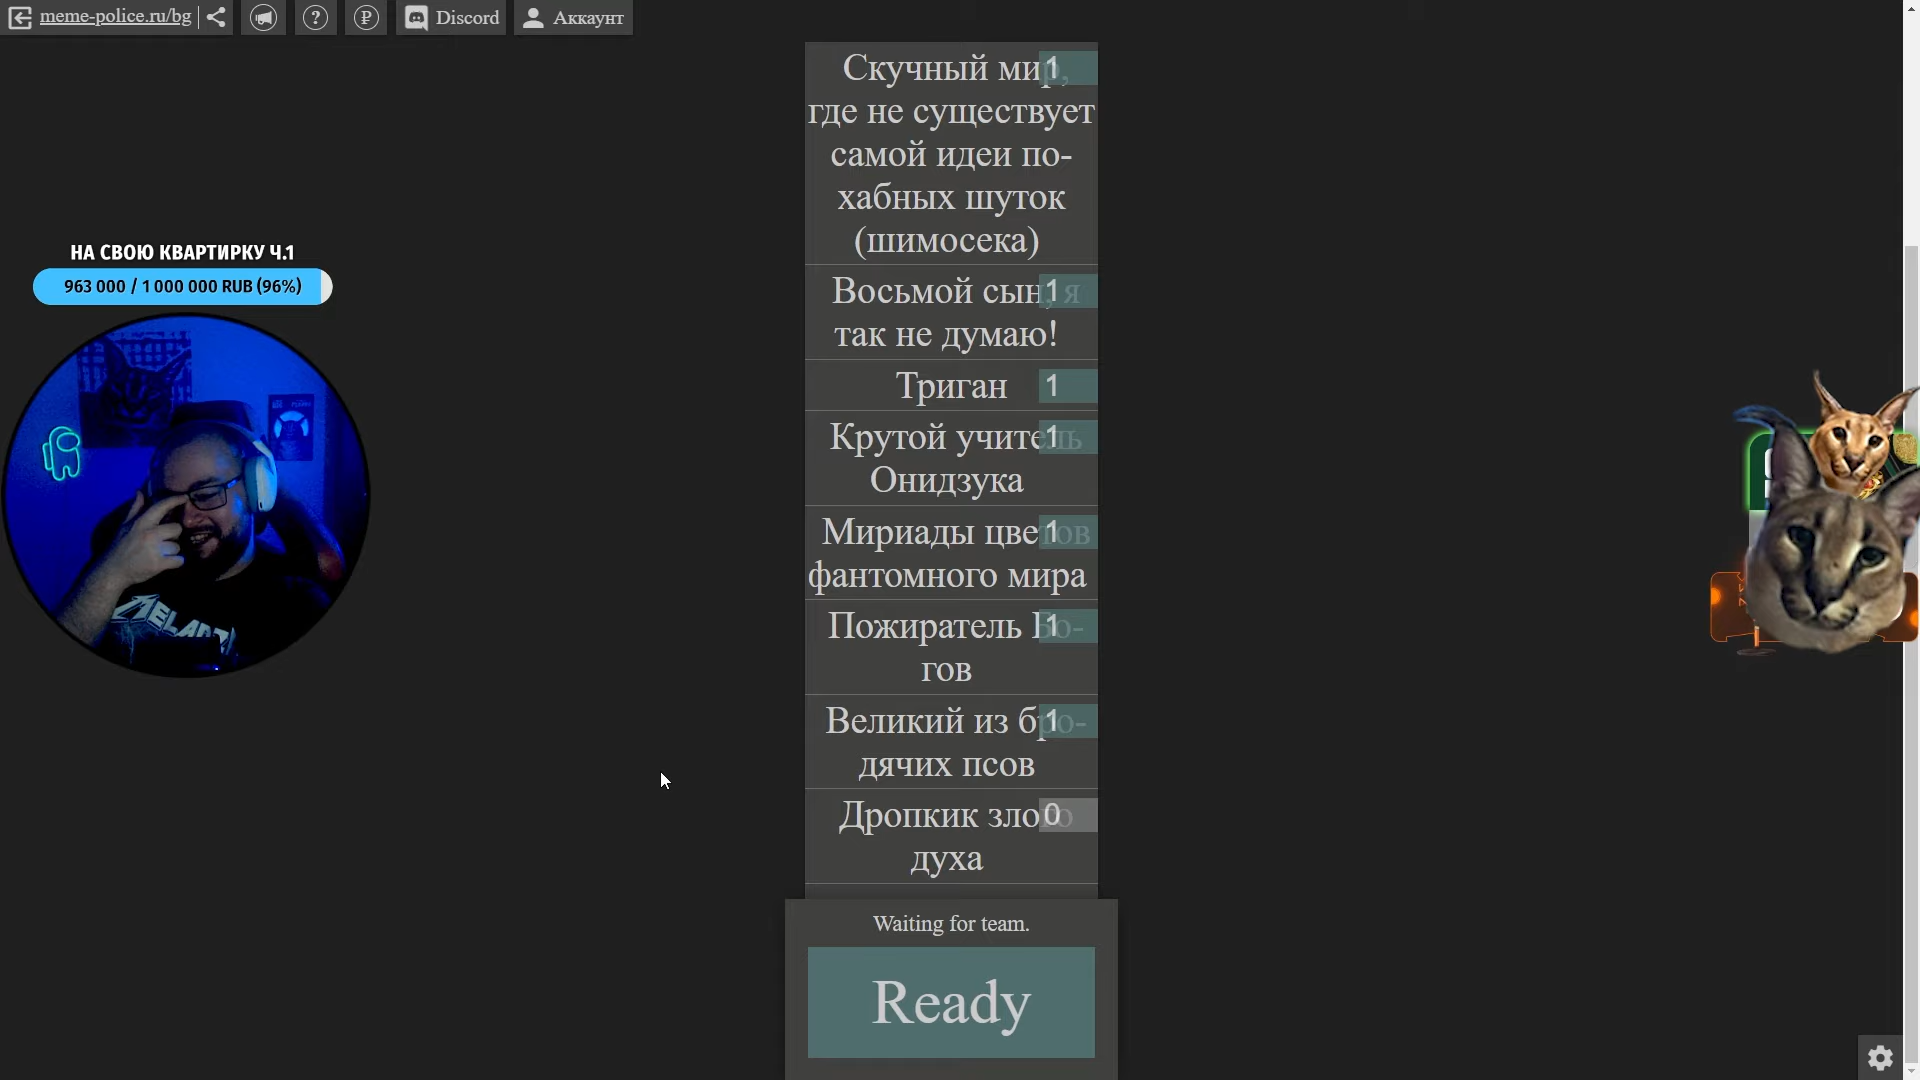 meme-police.ru/bg
Discord
Аккаунт
Скучный мир, 1
где не существует
самой идеи по-
хабных шуток
(шимосека)
Восьмой сын, я 1
так не думаю!
Триган 1
Крутой учитель 1
Онидзука
Мириады цветов 1
фантомного мира
Пожиратель Бо- 1
гов
Великий из бро- 1
дячих псов
Дропкик злого 0
духа
Waiting for team.
Ready
НА СВОЮ КВАРТИРКУ Ч.1
963 000 / 1 000 000 RUB (96%)